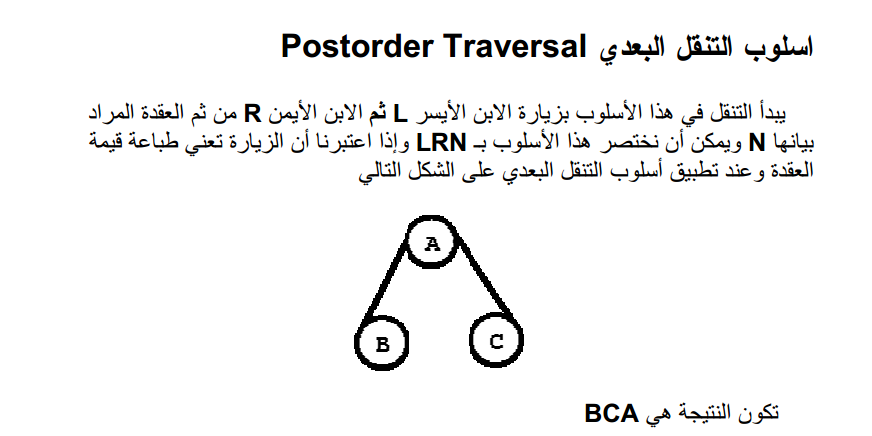 اسلوب التنقل البعدي Postorder Traversal
يبدأ التنقل في هذا الأسلوب بزيارة الابن الأيسر L ثم الابن الأيمن R من ثم العقدة المراد
بيانها N ويمكن أن نختصر هذا الأسلوب بـ LRN وإذا اعتبرنا أن الزيارة تعني طباعة قيمة
العقدة وعند تطبيق أسلوب التنقل البعدي على الشكل التالي
A
B C
تكون النتيجة هي BCA